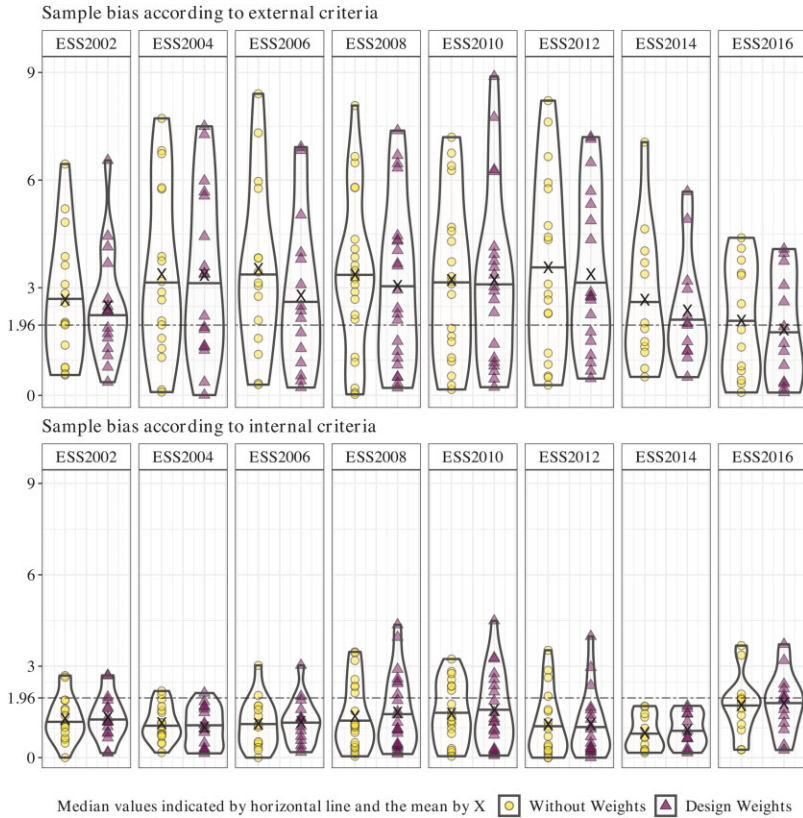 Sample bias according to external criteria
ESS2002 ESS2004 ESS2006 ESS2008 ESS2010 ESS2012 ESS2014 ESS2016
9
6
3
1.96
0
Sample bias according to internal criteria
ESS2002 ESS2004 ESS2006 ESS2008 ESS2010 ESS2012 ESS2014 ESS2016
9
6
3
1.96
0
Median values indicated by horizontal line and the mean by X Without Weights Design Weights